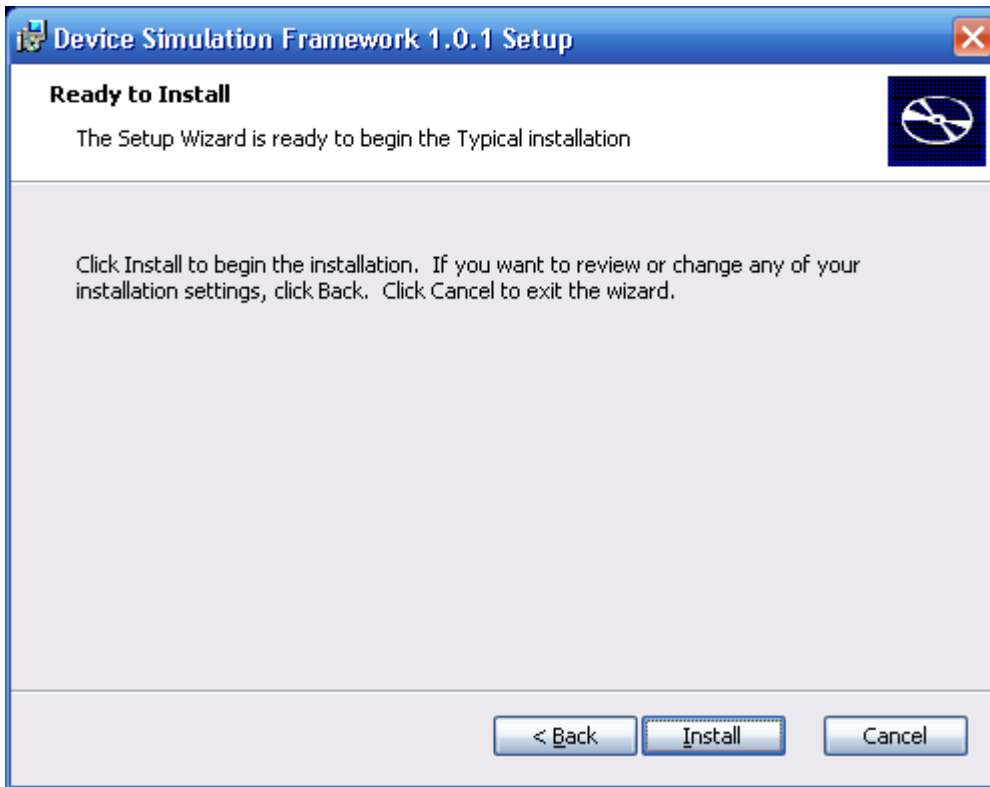 Device Simulation Framework 1.0.1 Setup
Ready to Install
The Setup Wizard is ready to begin the Typical installation
Click Install to begin the installation.  If you want to review or change any of your
installation settings, click Back.  Click Cancel to exit the wizard.
< Back
Install
Cancel